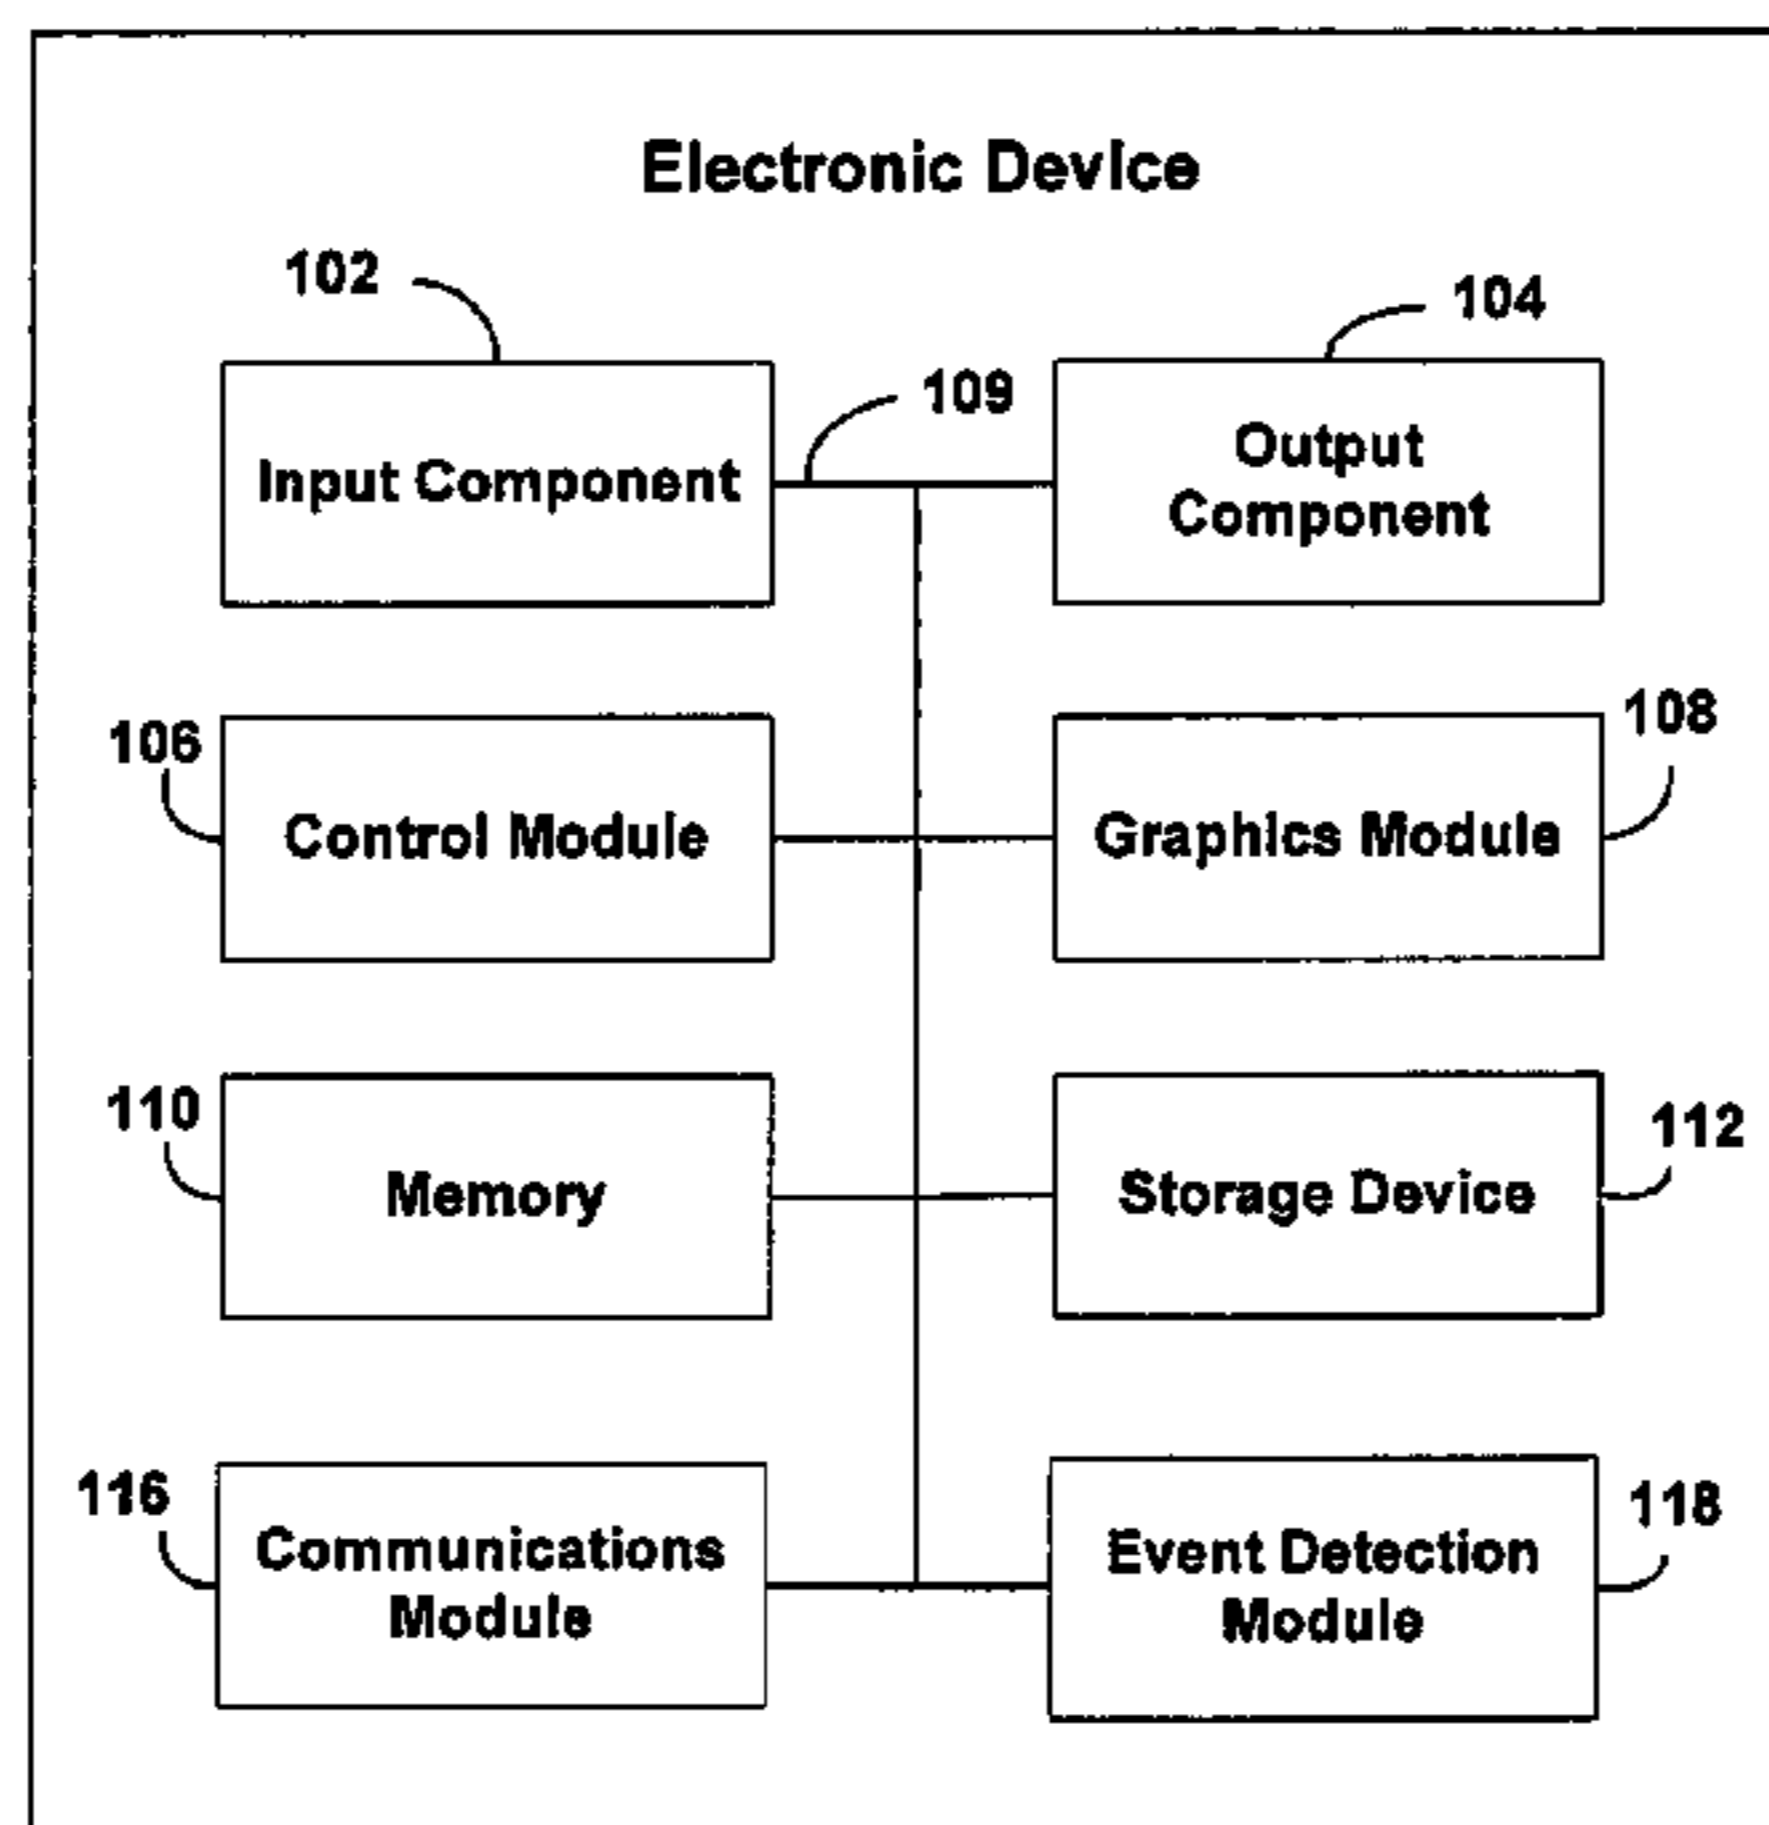 Electronic Device
102
104
109
Input Component
Output
Component
106
108
Control Module
Graphics Module
110
112
Memory
Storage Device
116
118
Communications
Module
Event Detection
Module